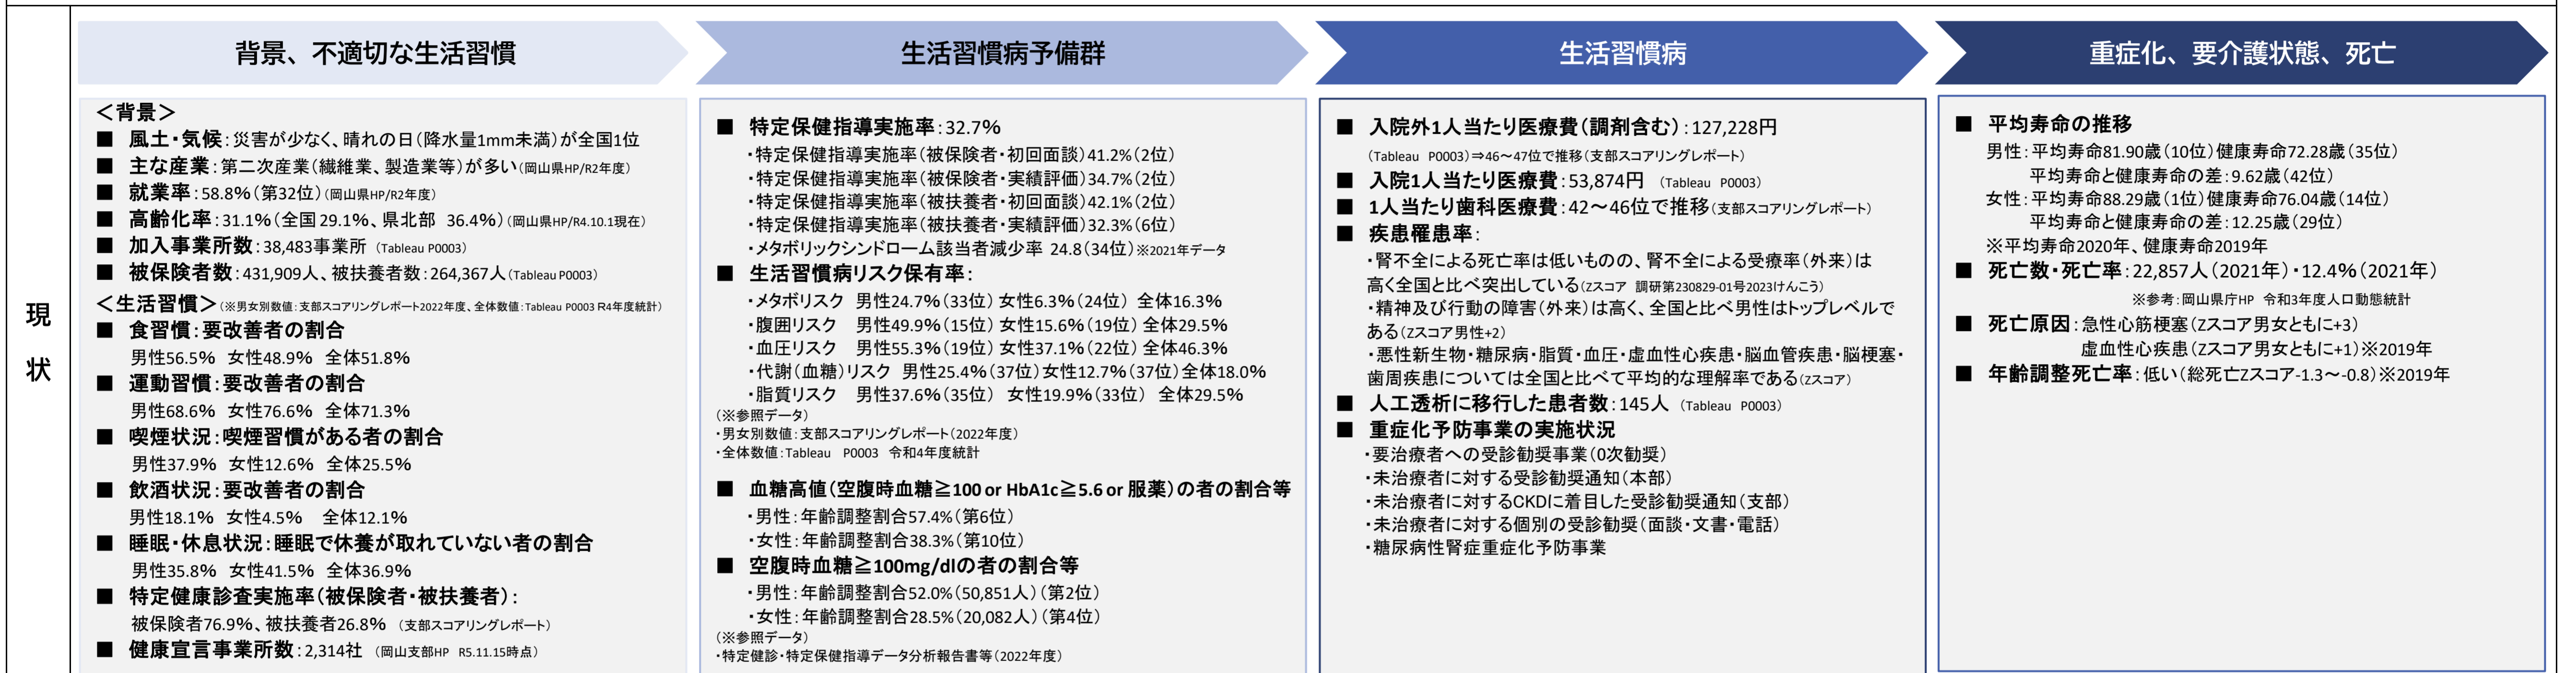 現
状
背景、不適切な生活習慣
＜背景＞
■ 風土・気候：災害が少なく、晴れの日（降水量1mm未満）が全国1位
■ 主な産業：第二次産業（繊維業、製造業等）が多い（岡山県HP/R2年度）
■ 就業率：58.8%（第32位）（岡山県HP/R2年度）
■ 高齢化率：31.1%（全国29.1%、県北部 36.4%）（岡山県HP/R4.10.1現在）
■ 加入事業所数：38,483事業所 （Tableau P0003）
■ 被保険者数：431,909人、被扶養者数：264,367人（Tableau P0003）
＜生活習慣＞（※男女別数値：支部スコアリングレポート2022年度、全体数値：Tableau P0003 R4年度統計）
■ 食習慣：要改善者の割合
男性56.5% 女性48.9% 全体51.8%
■ 運動習慣：要改善者の割合
男性68.6% 女性76.6% 全体71.3%
■ 喫煙状況：喫煙習慣がある者の割合
男性37.9% 女性12.6% 全体25.5%
■ 飲酒状況：要改善者の割合
男性18.1% 女性4.5% 全体12.1%
■ 睡眠・休息状況：睡眠で休養が取れていない者の割合
男性35.8% 女性41.5% 全体36.9%
■ 特定健康診査実施率（被保険者・被扶養者）：
被保険者76.9%、被扶養者26.8% （支部スコアリングレポート）
■ 健康宣言事業所数：2,314社 （岡山支部HP R5.11.15時点）
生活習慣病予備群
■ 特定保健指導実施率：32.7%
・特定保健指導実施率（被保険者・初回面談）41.2%（2位）
・特定保健指導実施率（被保険者・実績評価）34.7%（2位）
・特定保健指導実施率（被扶養者・初回面談）42.1%（2位）
・特定保健指導実施率（被扶養者・実績評価）32.3%（6位）
・メタボリックシンドローム該当者減少率 24.8（34位）※2021年データ
■ 生活習慣病リスク保有率：
・メタボリスク 男性24.7%（33位） 女性6.3%（24位） 全体16.3%
・腹囲リスク 男性49.9%（15位） 女性15.6%（19位） 全体29.5%
・血圧リスク 男性55.3%（19位） 女性37.1%（22位） 全体46.3%
・代謝（血糖）リスク 男性25.4%（37位）女性12.7%（37位）全体18.0%
・脂質リスク 男性37.6%（35位） 女性19.9%（33位） 全体29.5%
（※参照データ）
・男女別数値：支部スコアリングレポート（2022年度）
・全体数値：Tableau P0003 令和4年度統計
■ 血糖高値（空腹時血糖≧100 or HbA1c≧5.6 or 服薬）の者の割合等
・男性：年齢調整割合57.4%（第6位）
・女性：年齢調整割合38.3%（第10位）
■ 空腹時血糖≧100mg/dlの者の割合等
・男性：年齢調整割合52.0%（50,851人）（第2位）
・女性：年齢調整割合28.5%（20,082人）（第4位）
（※参照データ）
・特定健診・特定保健指導データ分析報告書等（2022年度）
生活習慣病
■ 入院外1人当たり医療費（調剤含む）：127,228円
（Tableau P0003）⇒46～47位で推移（支部スコアリングレポート）
■ 入院1人当たり医療費：53,874円 （Tableau P0003）
■ 1人当たり歯科医療費：42～46位で推移（支部スコアリングレポート）
■ 疾患罹患率：
・腎不全による死亡率は低いものの、腎不全による受療率（外来）は
高く全国と比べ突出している（Zスコア 調研第230829-01号2023けんこう）
・精神及び行動の障害（外来）は高く、全国と比べ男性はトップレベルで
ある（Zスコア男性+2）
・悪性新生物・糖尿病・脂質・血圧・虚血性心疾患・脳血管疾患・脳梗塞・
歯周疾患については全国と比べて平均的な理解率である（Zスコア）
■ 人工透析に移行した患者数：145人 （Tableau P0003）
■ 重症化予防事業の実施状況
・要治療者への受診勧奨事業（0次勧奨）
・未治療者に対する受診勧奨通知（本部）
・未治療者に対するCKDに着目した受診勧奨通知（支部）
・未治療者に対する個別の受診勧奨（面談・文書・電話）
・糖尿病性腎症重症化予防事業
重症化、要介護状態、死亡
■ 平均寿命の推移
男性：平均寿命81.90歳（10位）健康寿命72.28歳（35位）
平均寿命と健康寿命の差：9.62歳（42位）
女性：平均寿命88.29歳（1位）健康寿命76.04歳（14位）
平均寿命と健康寿命の差：12.25歳（29位）
※平均寿命2020年、健康寿命2019年
■ 死亡数・死亡率：22,857人（2021年）・12.4%（2021年）
※参考：岡山県庁HP 令和3年度人口動態統計
■ 死亡原因：急性心筋梗塞（Zスコア男女ともに+3）
虚血性心疾患（Zスコア男女ともに+1）※2019年
■ 年齢調整死亡率：低い（総死亡Zスコア-1.3～-0.8）※2019年